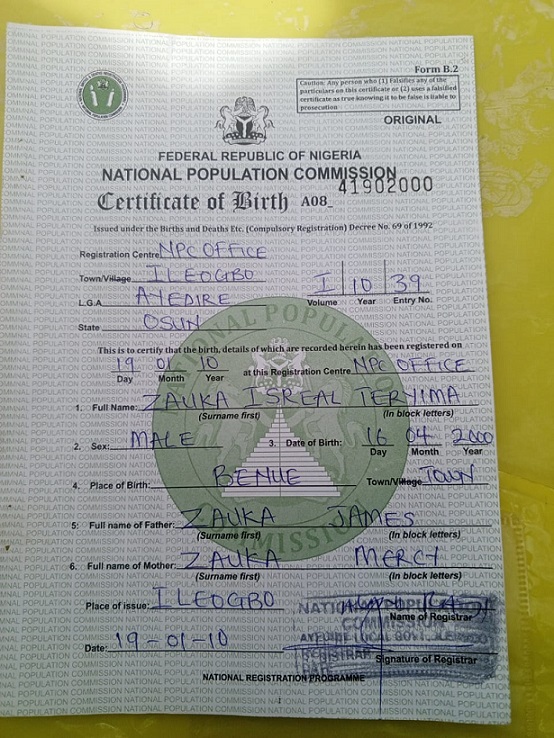 Form B.2
Caution: Any person who (1) Falsifies any of the
particulars on this certificate or (2) uses a falsified
certificate as true knowing it to be false is liable to
prosecution
ORIGINAL
FEDERAL REPUBLIC OF NIGERIA
NATIONAL POPULATION COMMISSION
Certificate of Birth A08_ 41902000
Issued under the Births and Deaths Etc. (Compulsory Registration) Decree No. 69 of 1992
Registration Centre NPC OFFICE
Town/Village ILEOGBO
I 10 39
L.G.A AYEDIRE
Volume Year Entry No.
State OSUN
This is to certify that the birth, details of which are recorded herein has been registered on
19 01 10 at this Registration Centre NPC OFFICE
Day Month Year
1. Full Name: ZAUKA ISREAL TERYIMA
(Surname first) (In block letters)
2. Sex: MALE 3. Date of Birth: 16 04 2000
Day Month Year
4. Place of Birth: BENUE Town/Village TOWN
5: Full name of Father: ZAUKA JAMES
(Surname first) (In block letters)
6. Full name of Mother: ZAUKA MERCY
(Surname first) (In block letters)
Place of issue: ILEOGBO
Name of Registrar
Date: 19-01-10
Signature of Registrar
NATIONAL REGISTRATION PROGRAMME